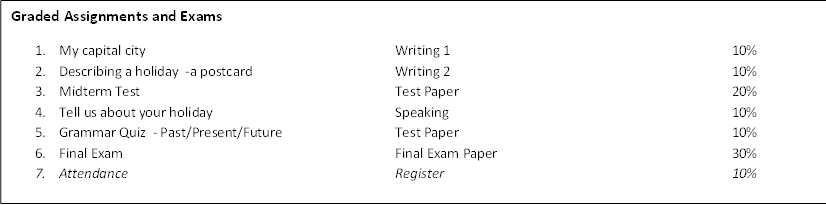 Graded Assignments and Exams
1. My capital city Writing 1 10%
2. Describing a holiday -a postcard Writing 2 10%
3. Midterm Test Test Paper 20%
4. Tell us about your holiday Speaking 10%
5. Grammar Quiz - Past/Present/Future Test Paper 10%
6. Final Exam Final Exam Paper 30%
7. Attendance Register 10%